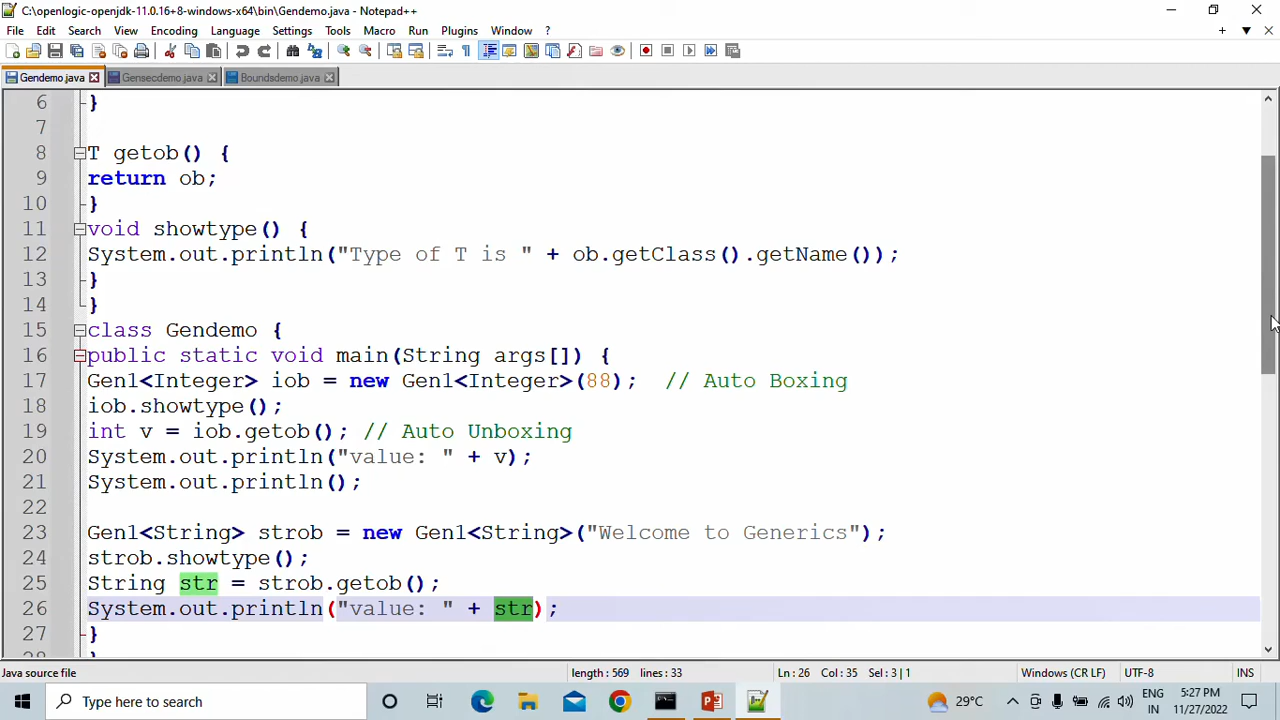 C:\openlogic-openjdk-11.0.16+8-windows-x64\bin\Gendemo.java - Notepad++
File Edit Search View Encoding Language Settings Tools Macro Run Plugins Window ?
Gendemo.java Gensecdemo.java Boundsdemo.java
6 }
7
8 T getob() {
9 return ob;
10 }
11 void showtype() {
12 System.out.println("Type of T is " + ob.getClass().getName());
13 }
14 }
15 class Gendemo {
16 public static void main(String args[]) {
17 Gen1<Integer> iob = new Gen1<Integer>(88);  // Auto Boxing
18 iob.showtype();
19 int v = iob.getob(); // Auto Unboxing
20 System.out.println("value: " + v);
21 System.out.println();
22
23 Gen1<String> strob = new Gen1<String>("Welcome to Generics");
24 strob.showtype();
25 String str = strob.getob();
26 System.out.println("value: " + str);
27 }
Java source file length : 569 lines : 33 Ln : 26 Col : 35 Sel : 3 | 1 Windows (CR LF) UTF-8 INS
Type here to search 29°C ENG IN 5:27 PM 11/27/2022